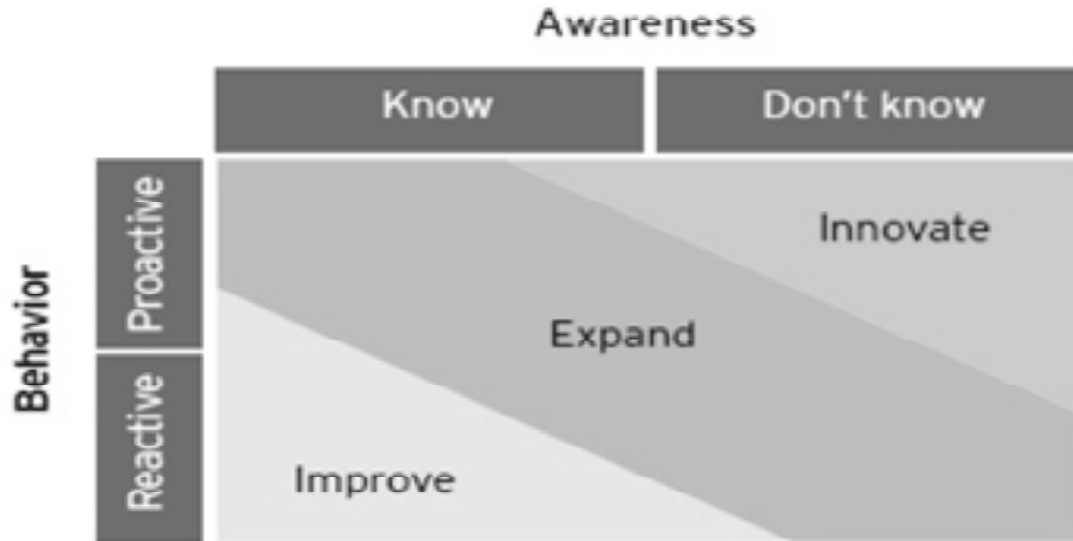 Awareness
Know
Don't know
Behavior
Proactive
Reactive
Innovate
Expand
Improve